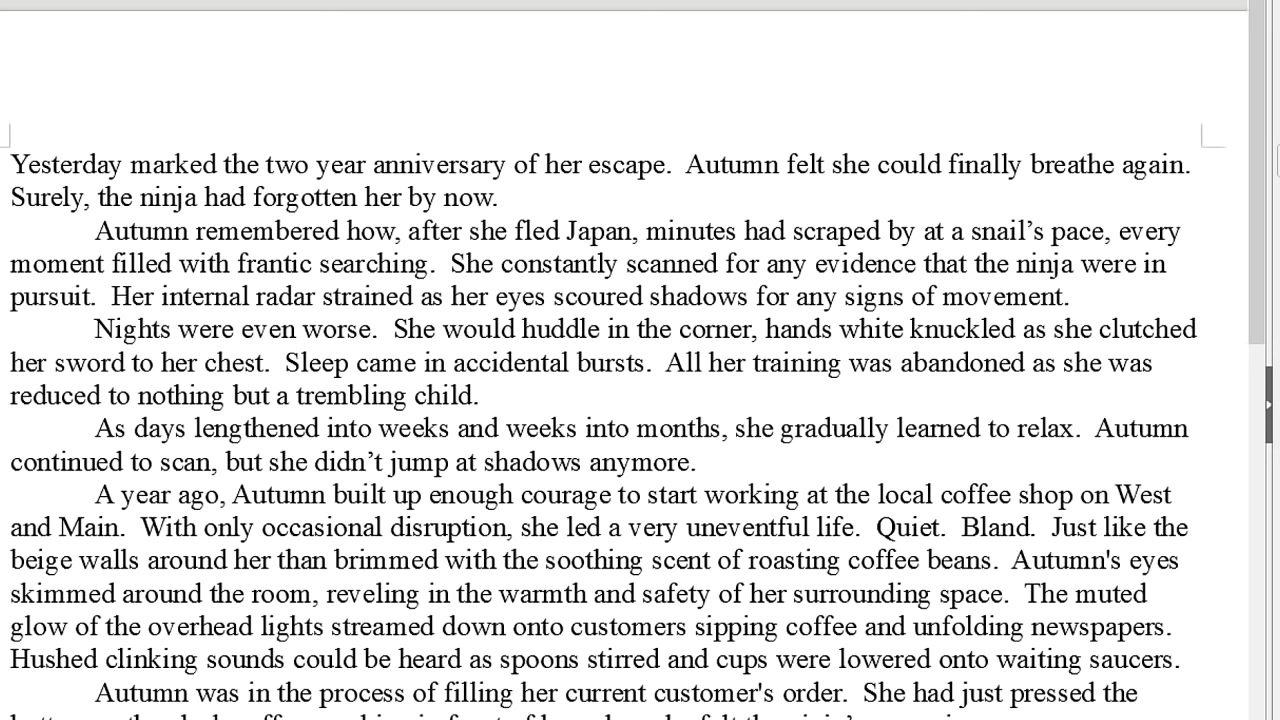 Yesterday marked the two year anniversary of her escape.  Autumn felt she could finally breathe again.
Surely, the ninja had forgotten her by now.
Autumn remembered how, after she fled Japan, minutes had scraped by at a snail’s pace, every
moment filled with frantic searching.  She constantly scanned for any evidence that the ninja were in
pursuit.  Her internal radar strained as her eyes scoured shadows for any signs of movement.
Nights were even worse.  She would huddle in the corner, hands white knuckled as she clutched
her sword to her chest.  Sleep came in accidental bursts.  All her training was abandoned as she was
reduced to nothing but a trembling child.
As days lengthened into weeks and weeks into months, she gradually learned to relax.  Autumn
continued to scan, but she didn’t jump at shadows anymore.
A year ago, Autumn built up enough courage to start working at the local coffee shop on West
and Main.  With only occasional disruption, she led a very uneventful life.  Quiet.  Bland.  Just like the
beige walls around her than brimmed with the soothing scent of roasting coffee beans.  Autumn's eyes
skimmed around the room, reveling in the warmth and safety of her surrounding space.  The muted
glow of the overhead lights streamed down onto customers sipping coffee and unfolding newspapers.
Hushed clinking sounds could be heard as spoons stirred and cups were lowered onto waiting saucers.
Autumn was in the process of filling her current customer's order.  She had just pressed the